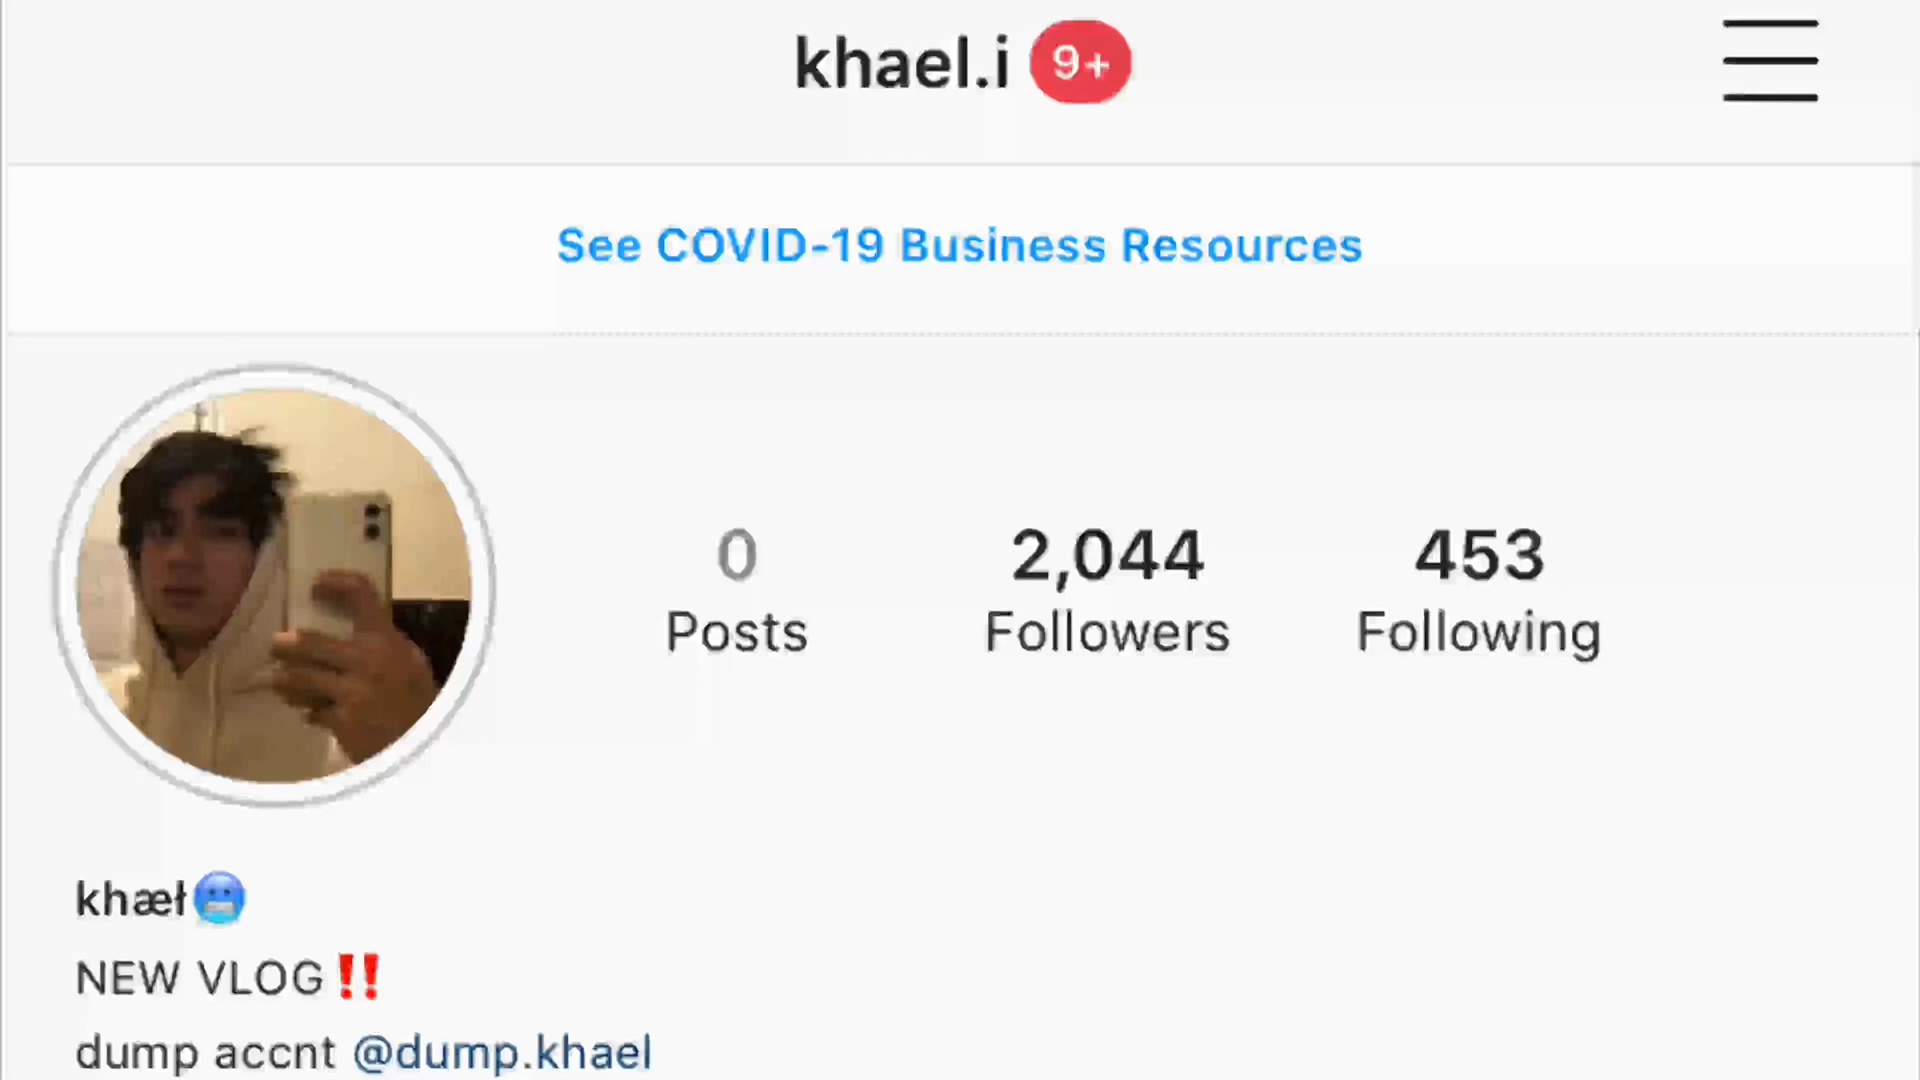 khael.i 9+
See COVID-19 Business Resources
0 2,044 453
Posts Followers Following
khæł🥶
NEW VLOG‼️
dump accnt @dump.khael